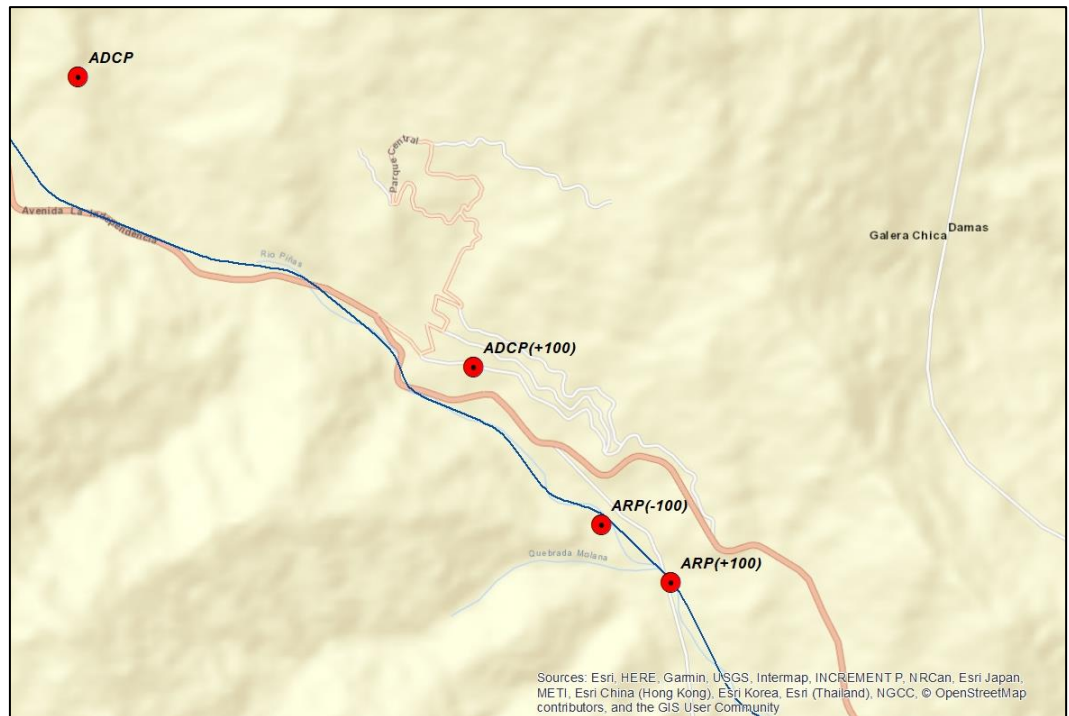 ADCP
Parque Central
Avenida La Independencia
Galera Chica
Damas
Rio Piñas
ADCP(+100)
ARP(-100)
Quebrada Molana
ARP(+100)
Sources: Esri, HERE, Garmin, USGS, Intermap, INCREMENT P, NRCan, Esri Japan,
METI, Esri China (Hong Kong), Esri Korea, Esri (Thailand), NGCC, © OpenStreetMap
contributors, and the GIS User Community